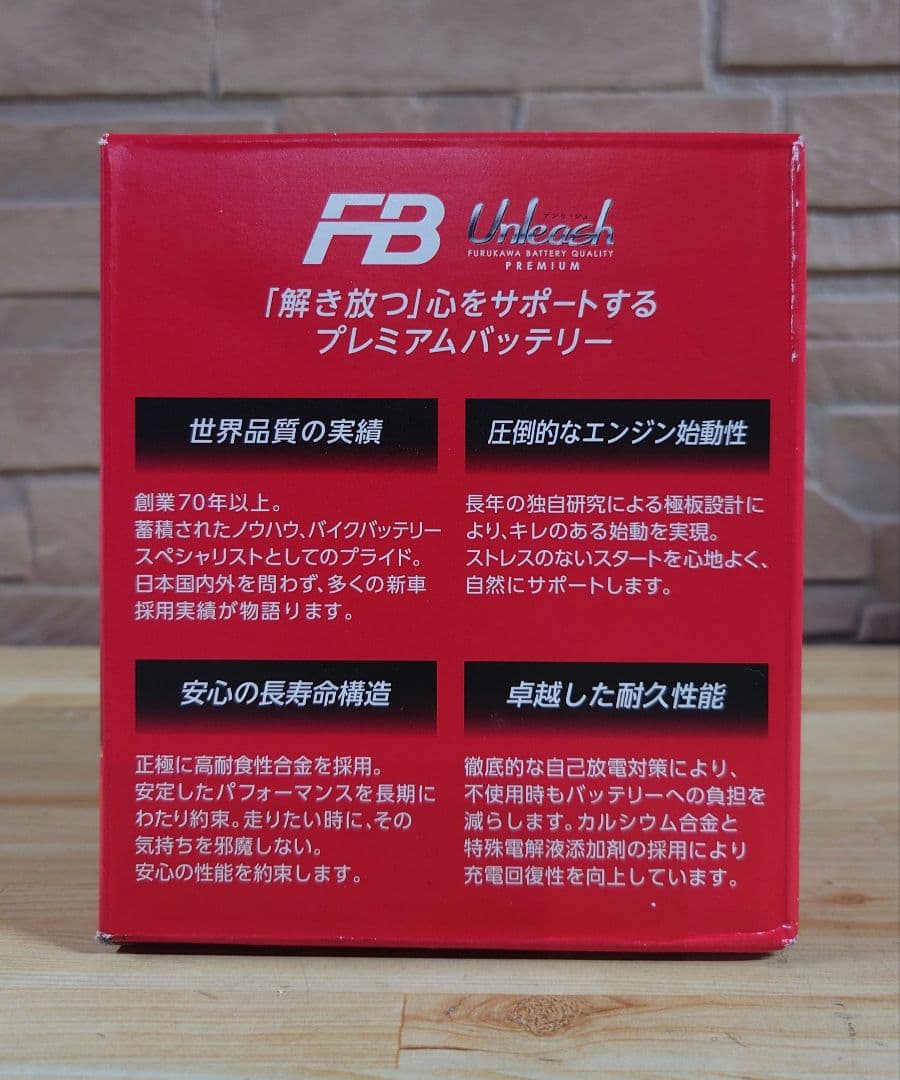 FB
アンリーシュ
Unleash
FURUKAWA BATTERY QUALITY
PREMIUM
「解き放つ」心をサポートする
プレミアムバッテリー
世界品質の実績
創業70年以上。
蓄積されたノウハウ、バイクバッテリー
スペシャリストとしてのプライド。
日本国内外を問わず、多くの新車
採用実績が物語ります。
圧倒的なエンジン始動性
長年の独自研究による極板設計に
より、キレのある始動を実現。
ストレスのないスタートを心地よく、
自然にサポートします。
安心の長寿命構造
正極に高耐食性合金を採用。
安定したパフォーマンスを長期に
わたり約束。走りたい時に、その
気持ちを邪魔しない。
安心の性能を約束します。
卓越した耐久性能
徹底的な自己放電対策により、
不使用時もバッテリーへの負担を
減らします。カルシウム合金と
特殊電解液添加剤の採用により
充電回復性を向上しています。